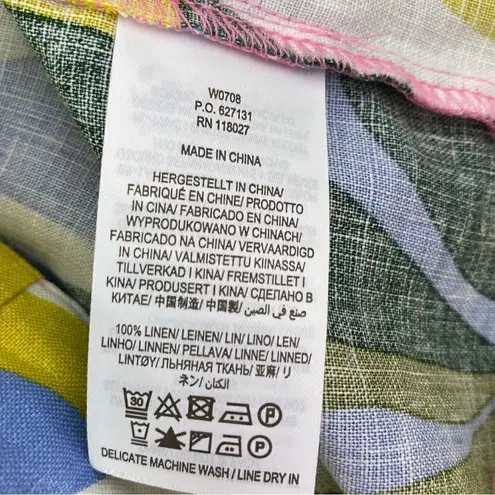 W0708
P.O. 627131
RN 118027
MADE IN CHINA
HERGESTELLT IN CHINA/
FABRIQUÉ EN CHINE/ PRODOTTO
IN CINA/ FABRICADO EN CHINA/
WYPRODUKOWANO W CHINACH/
FABRICADO NA CHINA/ VERVAARDIGD
IN CHINA/ VALMISTETTU KIINASSA/
TILLVERKAD I KINA/ FREMSTILLET I
KINA/ PRODUSERT I KINA/ СДЕЛАНО В
КИТАЕ/ 中国制造/ 中国製/ صنع في الصين
100% LINEN/ LEINEN/ LIN/ LINO/ LEN/
LINHO/ LINNEN/ PELLAVA/ LINNE/ LINNED/
LINTØY/ ЛЬНЯНАЯ ТКАНЬ/ 亚麻/ リ
ネン/ الكتان
30 P
P
DELICATE MACHINE WASH / LINE DRY IN